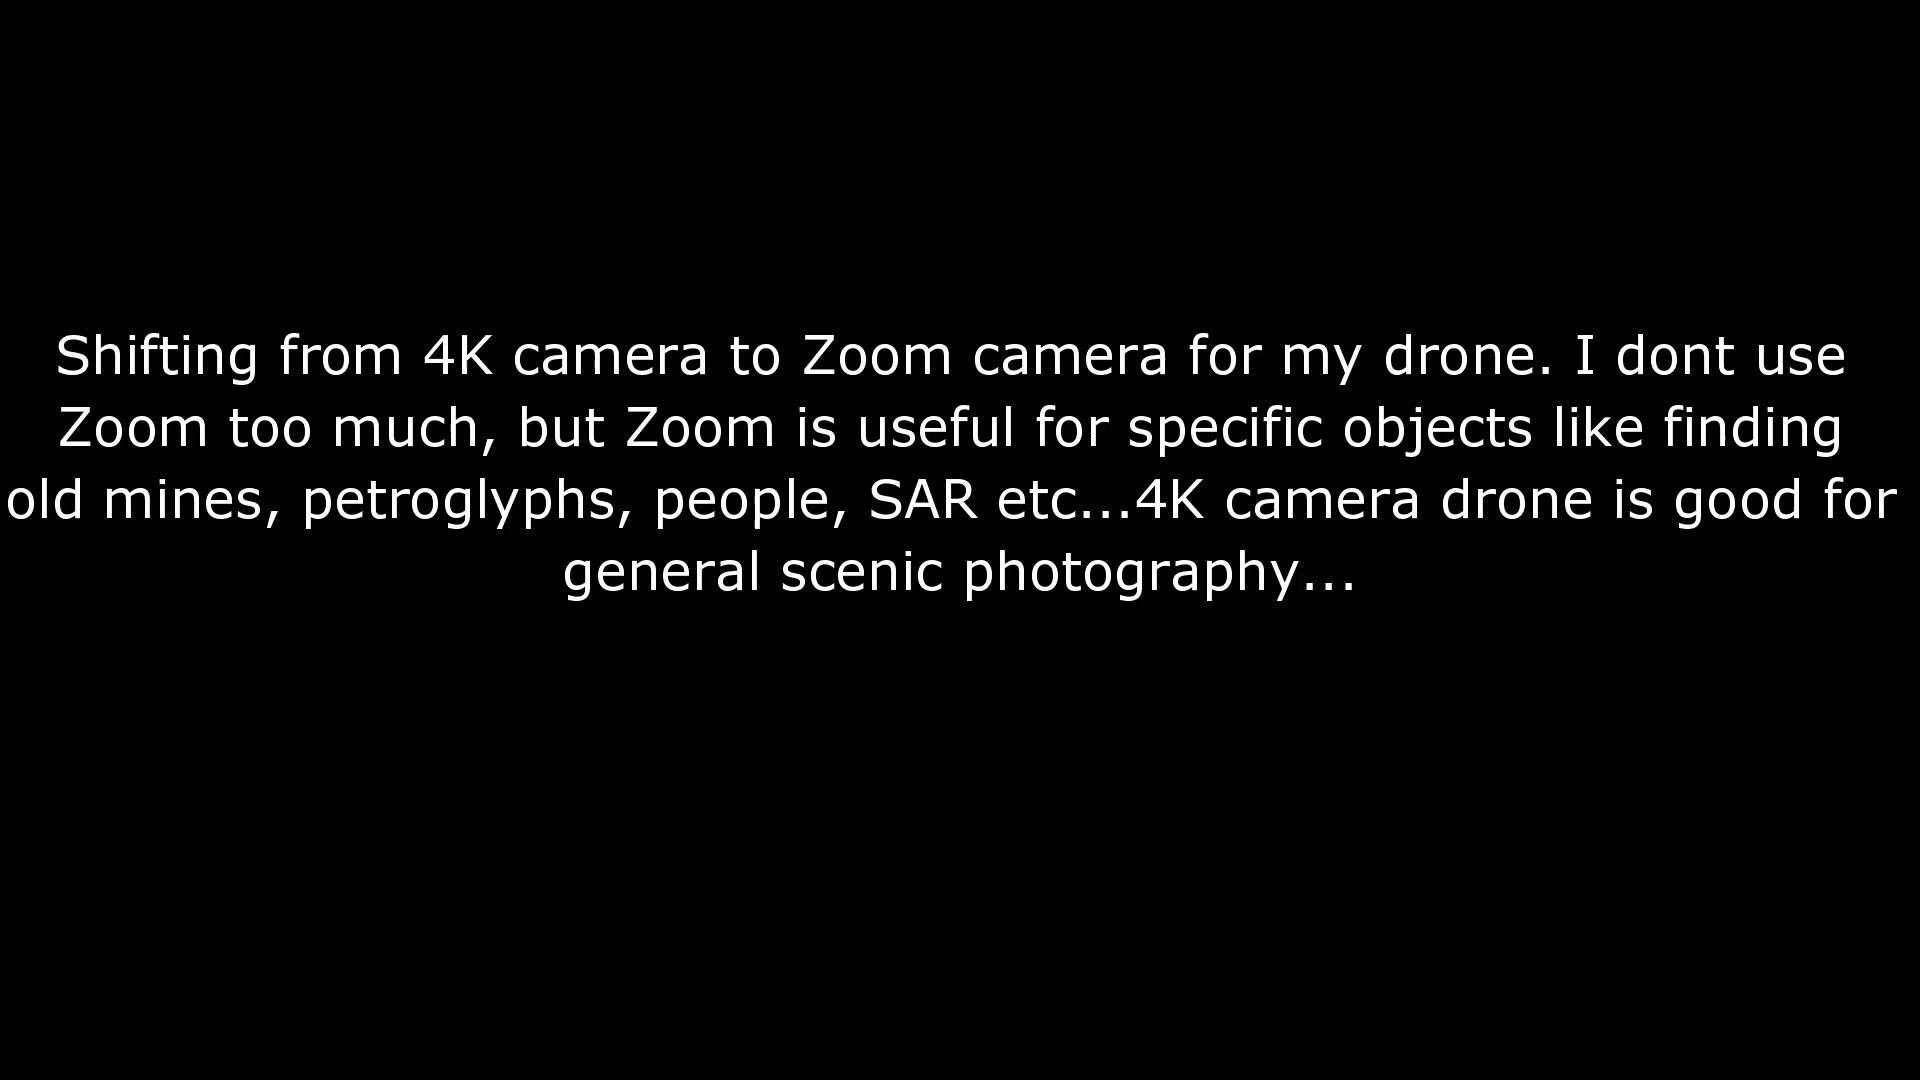 Shifting from 4K camera to Zoom camera for my drone. I dont use
Zoom too much, but Zoom is useful for specific objects like finding
old mines, petroglyphs, people, SAR etc...4K camera drone is good for
general scenic photography...